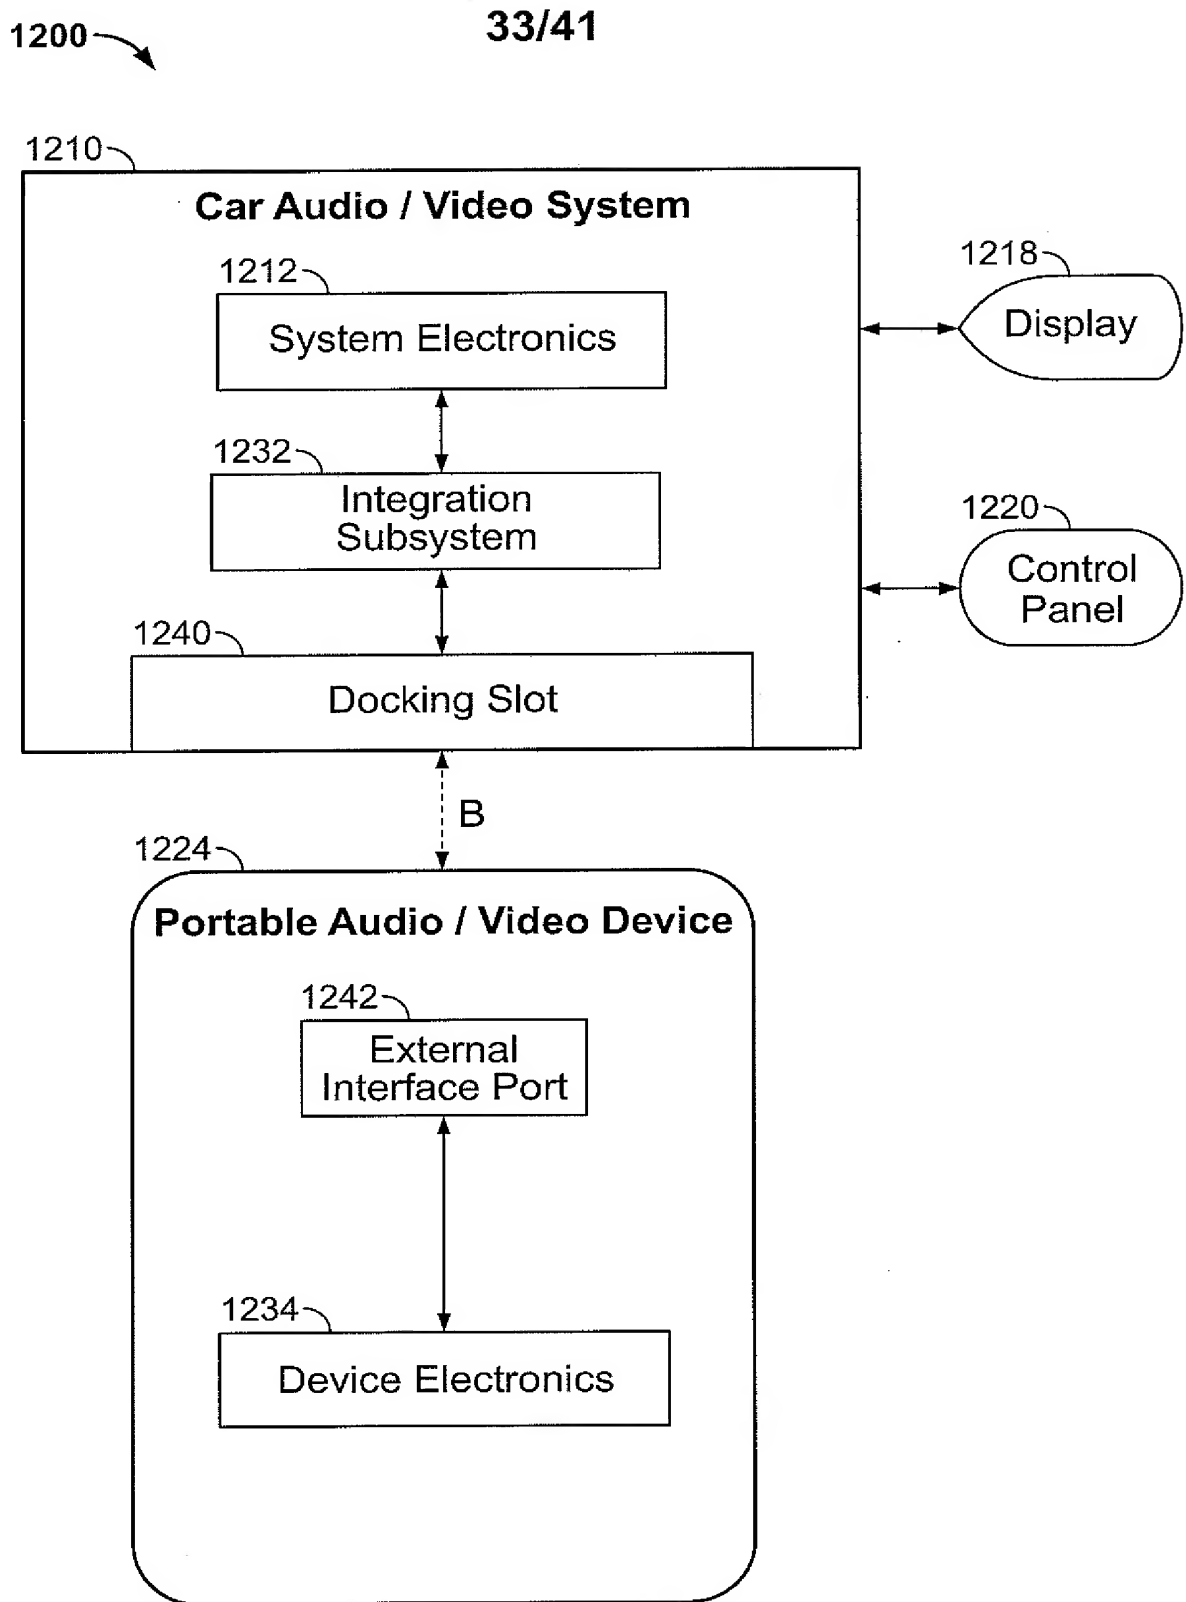 33/41
1200
1210
Car Audio / Video System
1212
System Electronics
1218
Display
1232
Integration
Subsystem
1220
Control
Panel
1240
Docking Slot
B
1224
Portable Audio / Video Device
1242
External
Interface Port
1234
Device Electronics